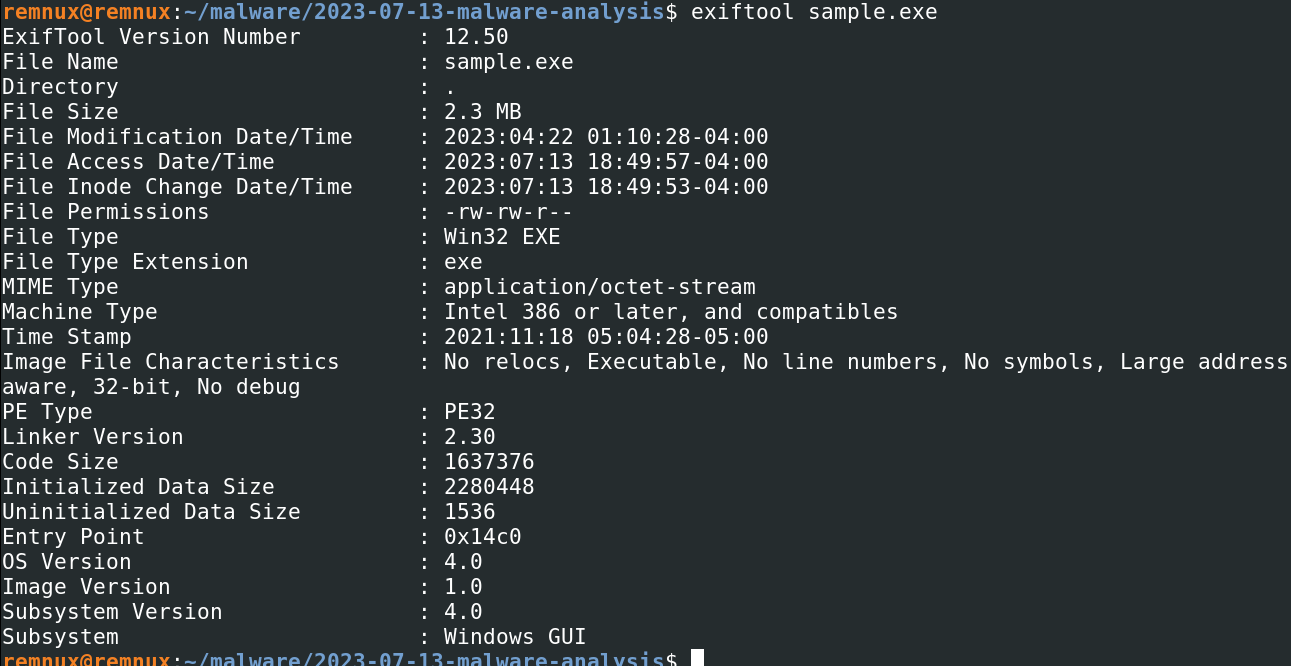 remnux@remnux:~/malware/2023-07-13-malware-analysis$ exiftool sample.exe
ExifTool Version Number         : 12.50
File Name                       : sample.exe
Directory                       : .
File Size                       : 2.3 MB
File Modification Date/Time     : 2023:04:22 01:10:28-04:00
File Access Date/Time           : 2023:07:13 18:49:57-04:00
File Inode Change Date/Time     : 2023:07:13 18:49:53-04:00
File Permissions                : -rw-rw-r--
File Type                       : Win32 EXE
File Type Extension             : exe
MIME Type                       : application/octet-stream
Machine Type                    : Intel 386 or later, and compatibles
Time Stamp                      : 2021:11:18 05:04:28-05:00
Image File Characteristics      : No relocs, Executable, No line numbers, No symbols, Large address
aware, 32-bit, No debug
PE Type                         : PE32
Linker Version                  : 2.30
Code Size                       : 1637376
Initialized Data Size           : 2280448
Uninitialized Data Size         : 1536
Entry Point                     : 0x14c0
OS Version                      : 4.0
Image Version                   : 1.0
Subsystem Version               : 4.0
Subsystem                       : Windows GUI
remnux@remnux:~/malware/2023-07-13-malware-analysis$